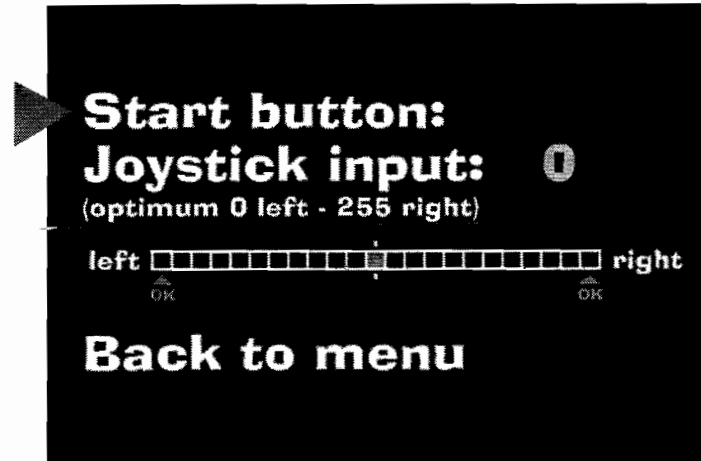 Start button:
Joystick input: 0
(optimum 0 left - 255 right)
left right
OK OK
Back to menu